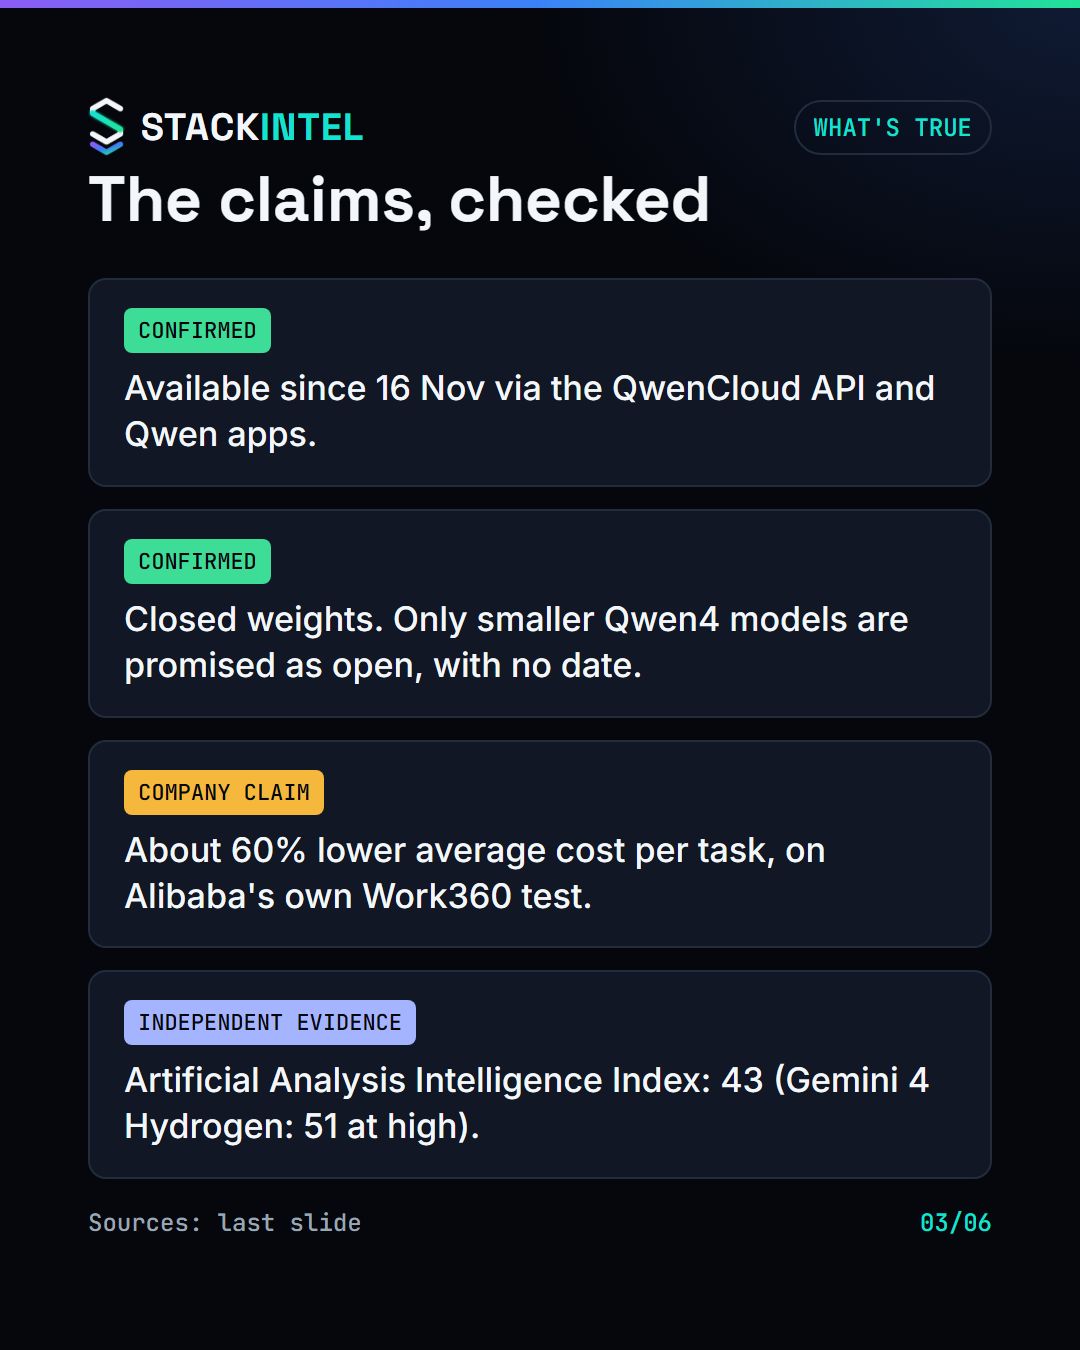 STACKINTEL
WHAT'S TRUE
The claims, checked
CONFIRMED
Available since 16 Nov via the QwenCloud API and
Qwen apps.
CONFIRMED
Closed weights. Only smaller Qwen4 models are
promised as open, with no date.
COMPANY CLAIM
About 60% lower average cost per task, on
Alibaba's own Work360 test.
INDEPENDENT EVIDENCE
Artificial Analysis Intelligence Index: 43 (Gemini 4
Hydrogen: 51 at high).
Sources: last slide
03/06